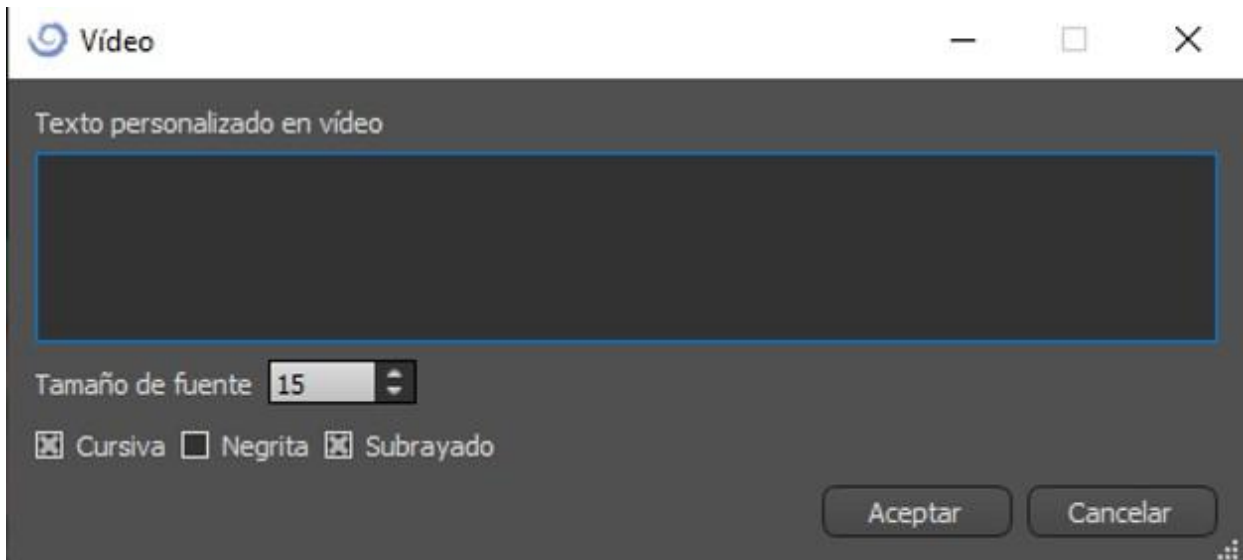 Vídeo
Texto personalizado en vídeo
Tamaño de fuente 15
Cursiva Negrita Subrayado
Aceptar Cancelar